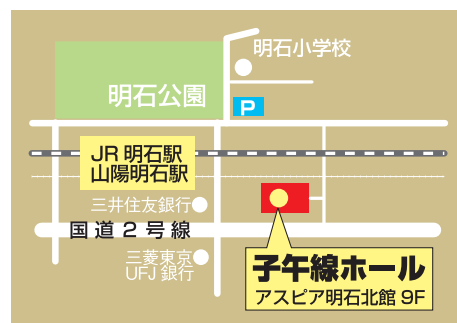 明石小学校
明石公園
P
JR 明石駅
山陽明石駅
三井住友銀行
国道2号線
三菱東京
UFJ 銀行
子午線ホール
アスピア明石北館 9F